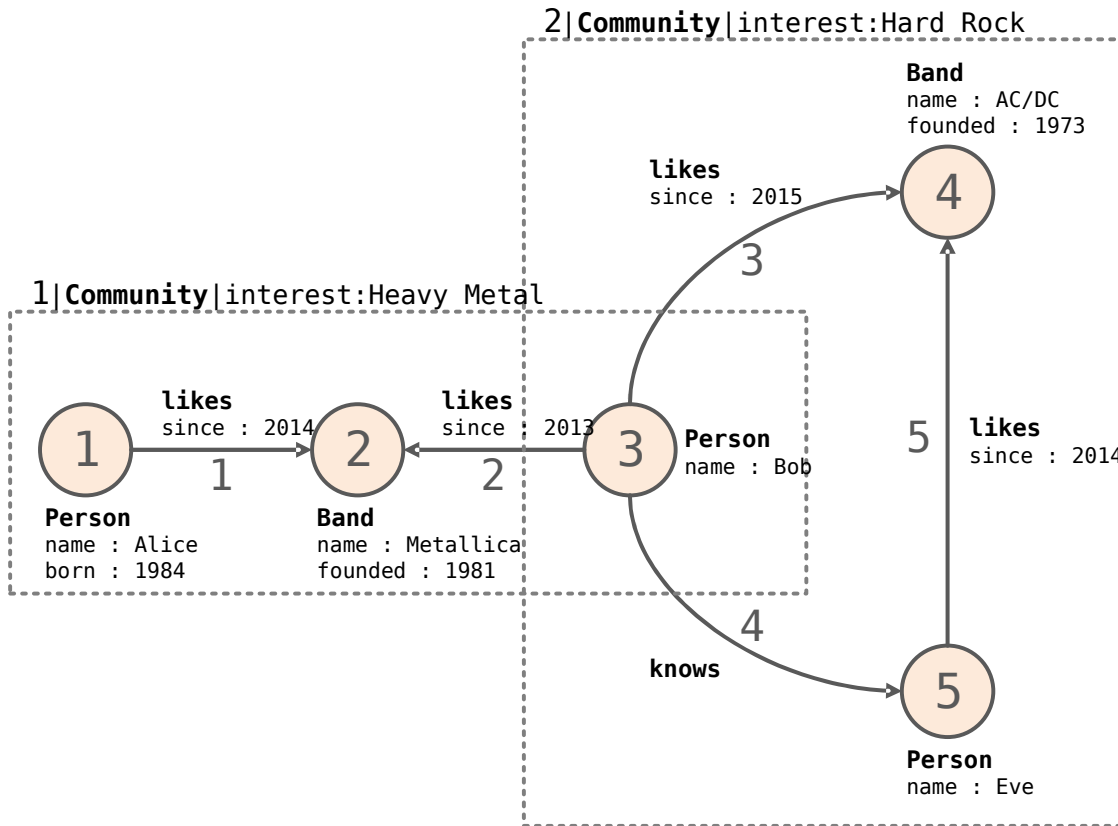 2|Community|interest:Hard Rock
Band
name : AC/DC
founded : 1973
4
likes
since : 2015
3
1|Community|interest:Heavy Metal
likes
since : 2014
1
1
2
likes
since : 2013
2
3
Person
name : Bob
5
likes
since : 2014
Person
name : Alice
born : 1984
Band
name : Metallica
founded : 1981
4
knows
5
Person
name : Eve